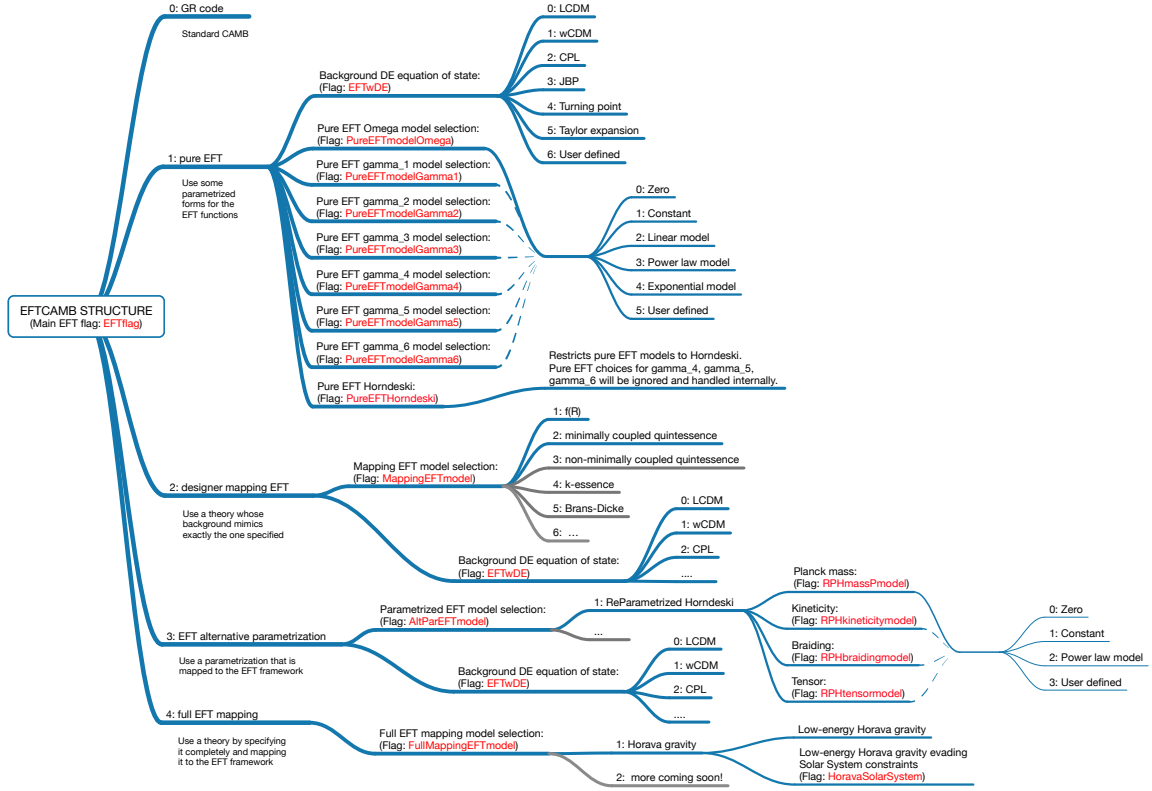 0: GR code
Standard CAMB
0: LCDM
1: wCDM
2: CPL
3: JBP
4: Turning point
5: Taylor expansion
6: User defined
Background DE equation of state:
(Flag: EFTwDE)
Pure EFT Omega model selection:
(Flag: PureEFTmodelOmega)
1: pure EFT
Use some
parametrized
forms for the
EFT functions
Pure EFT gamma_1 model selection:
(Flag: PureEFTmodelGamma1)
Pure EFT gamma_2 model selection:
(Flag: PureEFTmodelGamma2)
Pure EFT gamma_3 model selection:
(Flag: PureEFTmodelGamma3)
Pure EFT gamma_4 model selection:
(Flag: PureEFTmodelGamma4)
Pure EFT gamma_5 model selection:
(Flag: PureEFTmodelGamma5)
Pure EFT gamma_6 model selection:
(Flag: PureEFTmodelGamma6)
0: Zero
1: Constant
2: Linear model
3: Power law model
4: Exponential model
5: User defined
EFTCAMB STRUCTURE
(Main EFT flag: EFTflag)
Pure EFT Horndeski:
(Flag: PureEFTHorndeski)
Restricts pure EFT models to Horndeski.
Pure EFT choices for gamma_4, gamma_5,
gamma_6 will be ignored and handled internally.
2: designer mapping EFT
Use a theory whose
background mimics
exactly the one specified
Mapping EFT model selection:
(Flag: MappingEFTmodel)
1: f(R)
2: minimally coupled quintessence
3: non-minimally coupled quintessence
4: k-essence
5: Brans-Dicke
6: ...
Background DE equation of state:
(Flag: EFTwDE)
0: LCDM
1: wCDM
2: CPL
....
3: EFT alternative parametrization
Use a parametrization that is
mapped to the EFT framework
Parametrized EFT model selection:
(Flag: AltParEFTmodel)
1: ReParametrized Horndeski
...
Planck mass:
(Flag: RPHmassPmodel)
Kineticity:
(Flag: RPHkineticitymodel)
Braiding:
(Flag: RPHbraidingmodel)
Tensor:
(Flag: RPHtensormodel)
0: Zero
1: Constant
2: Power law model
3: User defined
Background DE equation of state:
(Flag: EFTwDE)
0: LCDM
1: wCDM
2: CPL
....
4: full EFT mapping
Use a theory by specifying
it completely and mapping
it to the EFT framework
Full EFT mapping model selection:
(Flag: FullMappingEFTmodel)
1: Horava gravity
2: more coming soon!
Low-energy Horava gravity
Low-energy Horava gravity evading
Solar System constraints
(Flag: HoravaSolarSystem)